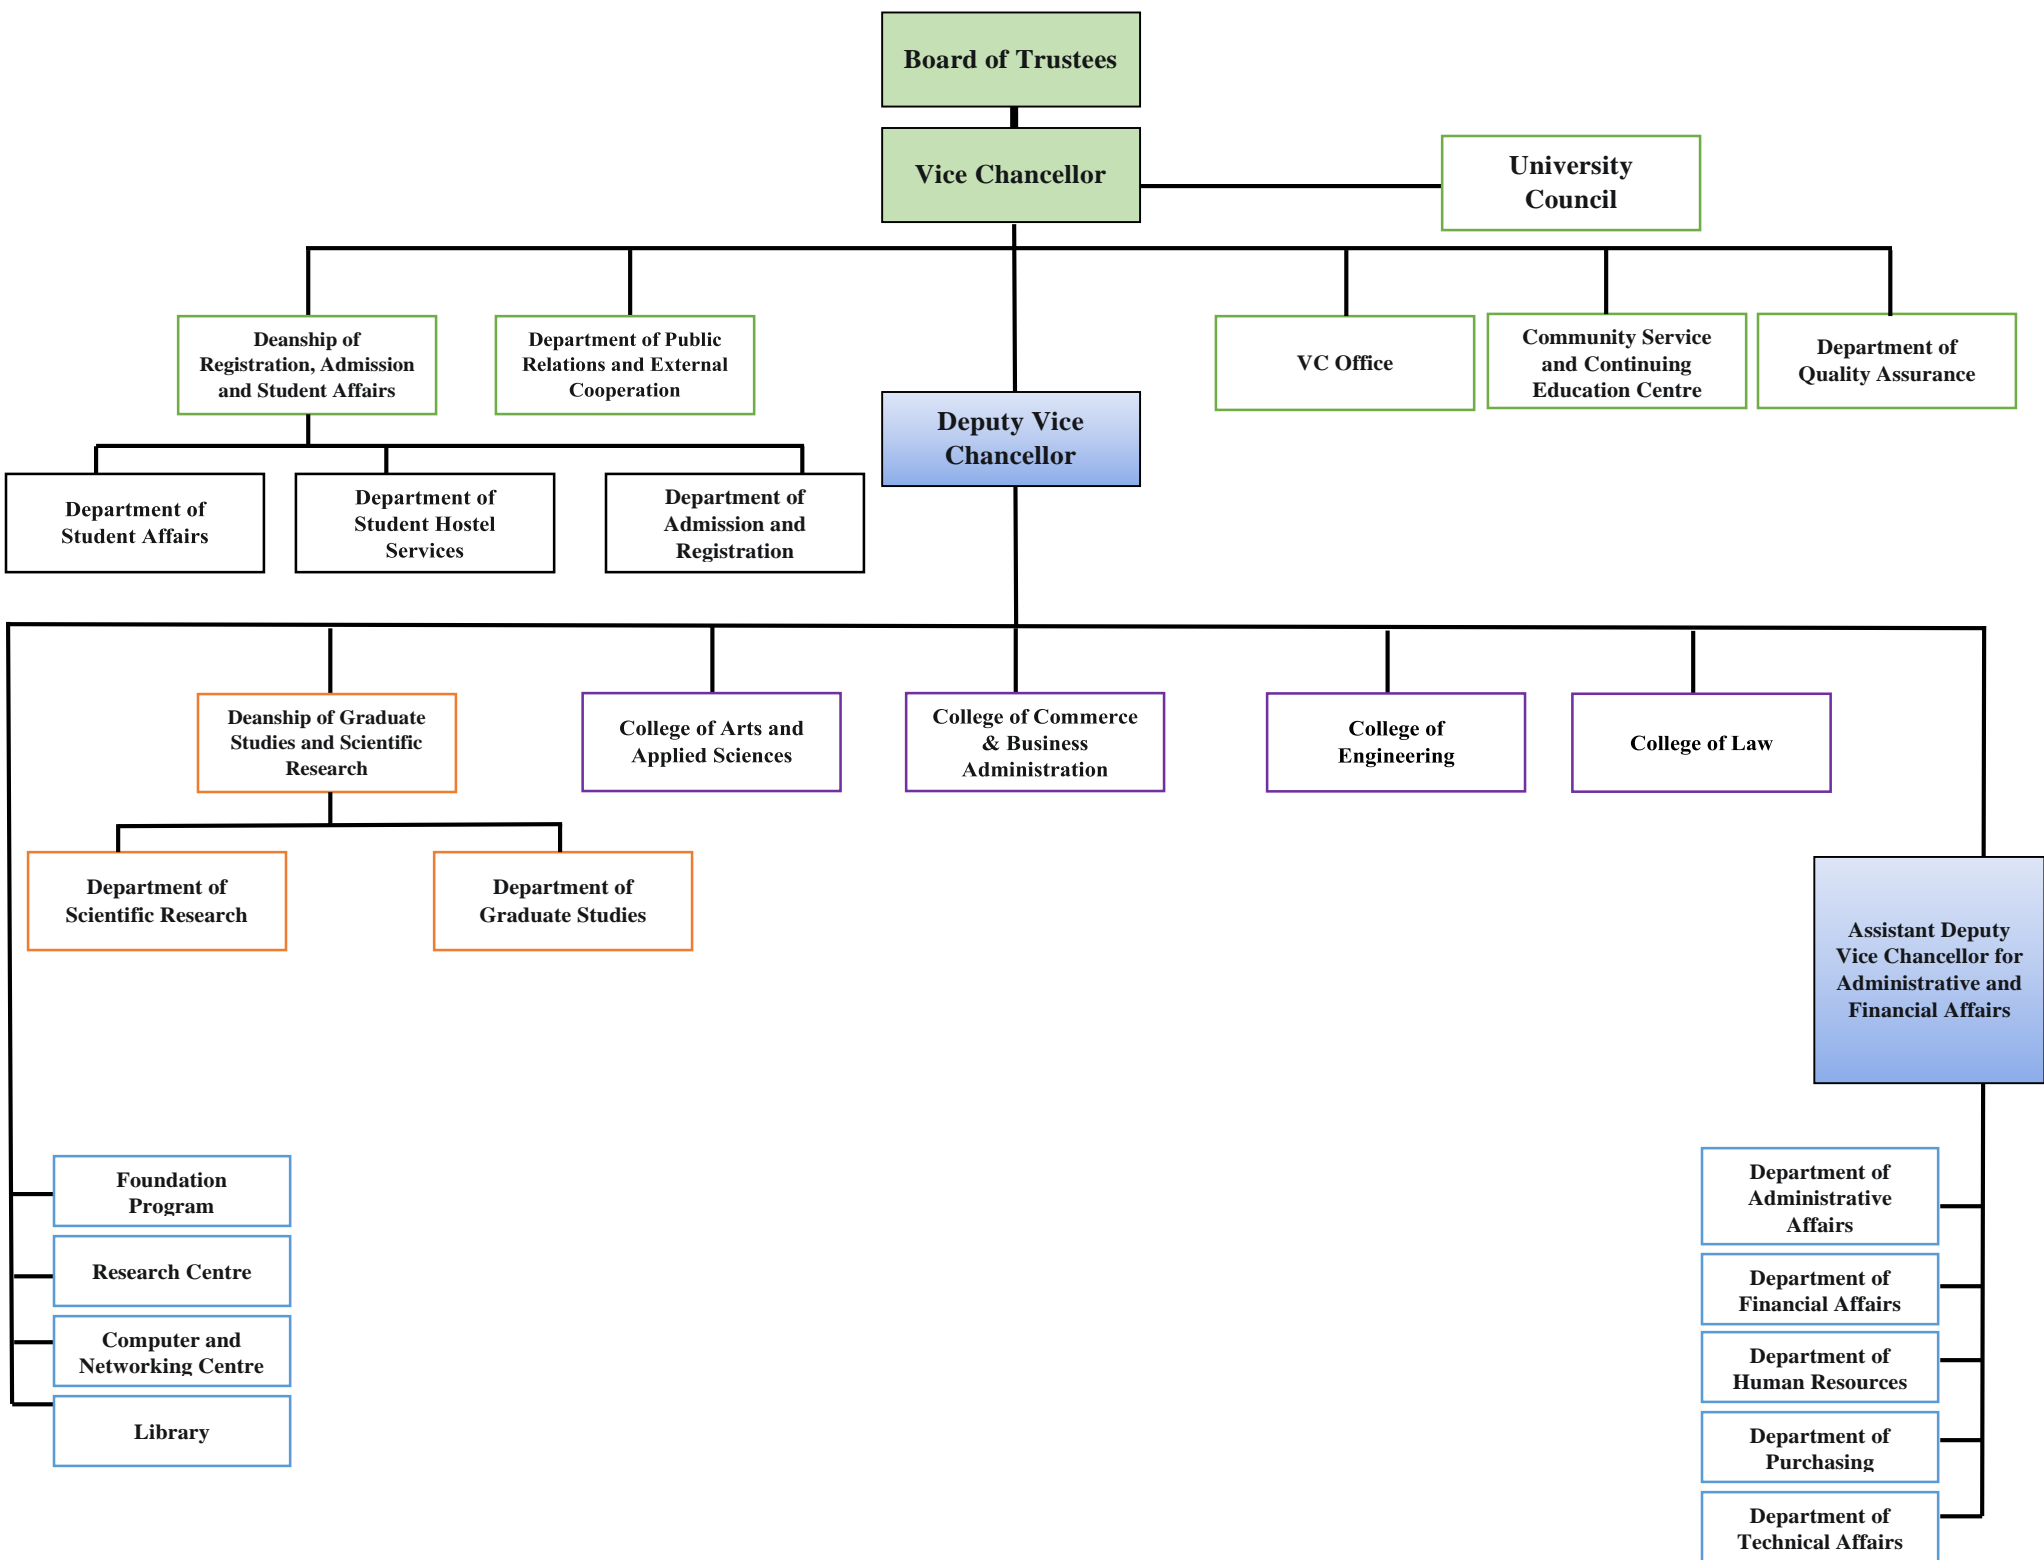 Board of Trustees
Vice Chancellor
University
Council
Deanship of
Registration, Admission
and Student Affairs
Department of Public
Relations and External
Cooperation
VC Office
Community Service
and Continuing
Education Centre
Department of
Quality Assurance
Deputy Vice
Chancellor
Department of
Student Affairs
Department of
Student Hostel
Services
Department of
Admission and
Registration
Deanship of Graduate
Studies and Scientific
Research
College of Arts and
Applied Sciences
College of Commerce
& Business
Administration
College of
Engineering
College of Law
Department of
Scientific Research
Department of
Graduate Studies
Assistant Deputy
Vice Chancellor for
Administrative and
Financial Affairs
Foundation
Program
Research Centre
Computer and
Networking Centre
Library
Department of
Administrative
Affairs
Department of
Financial Affairs
Department of
Human Resources
Department of
Purchasing
Department of
Technical Affairs